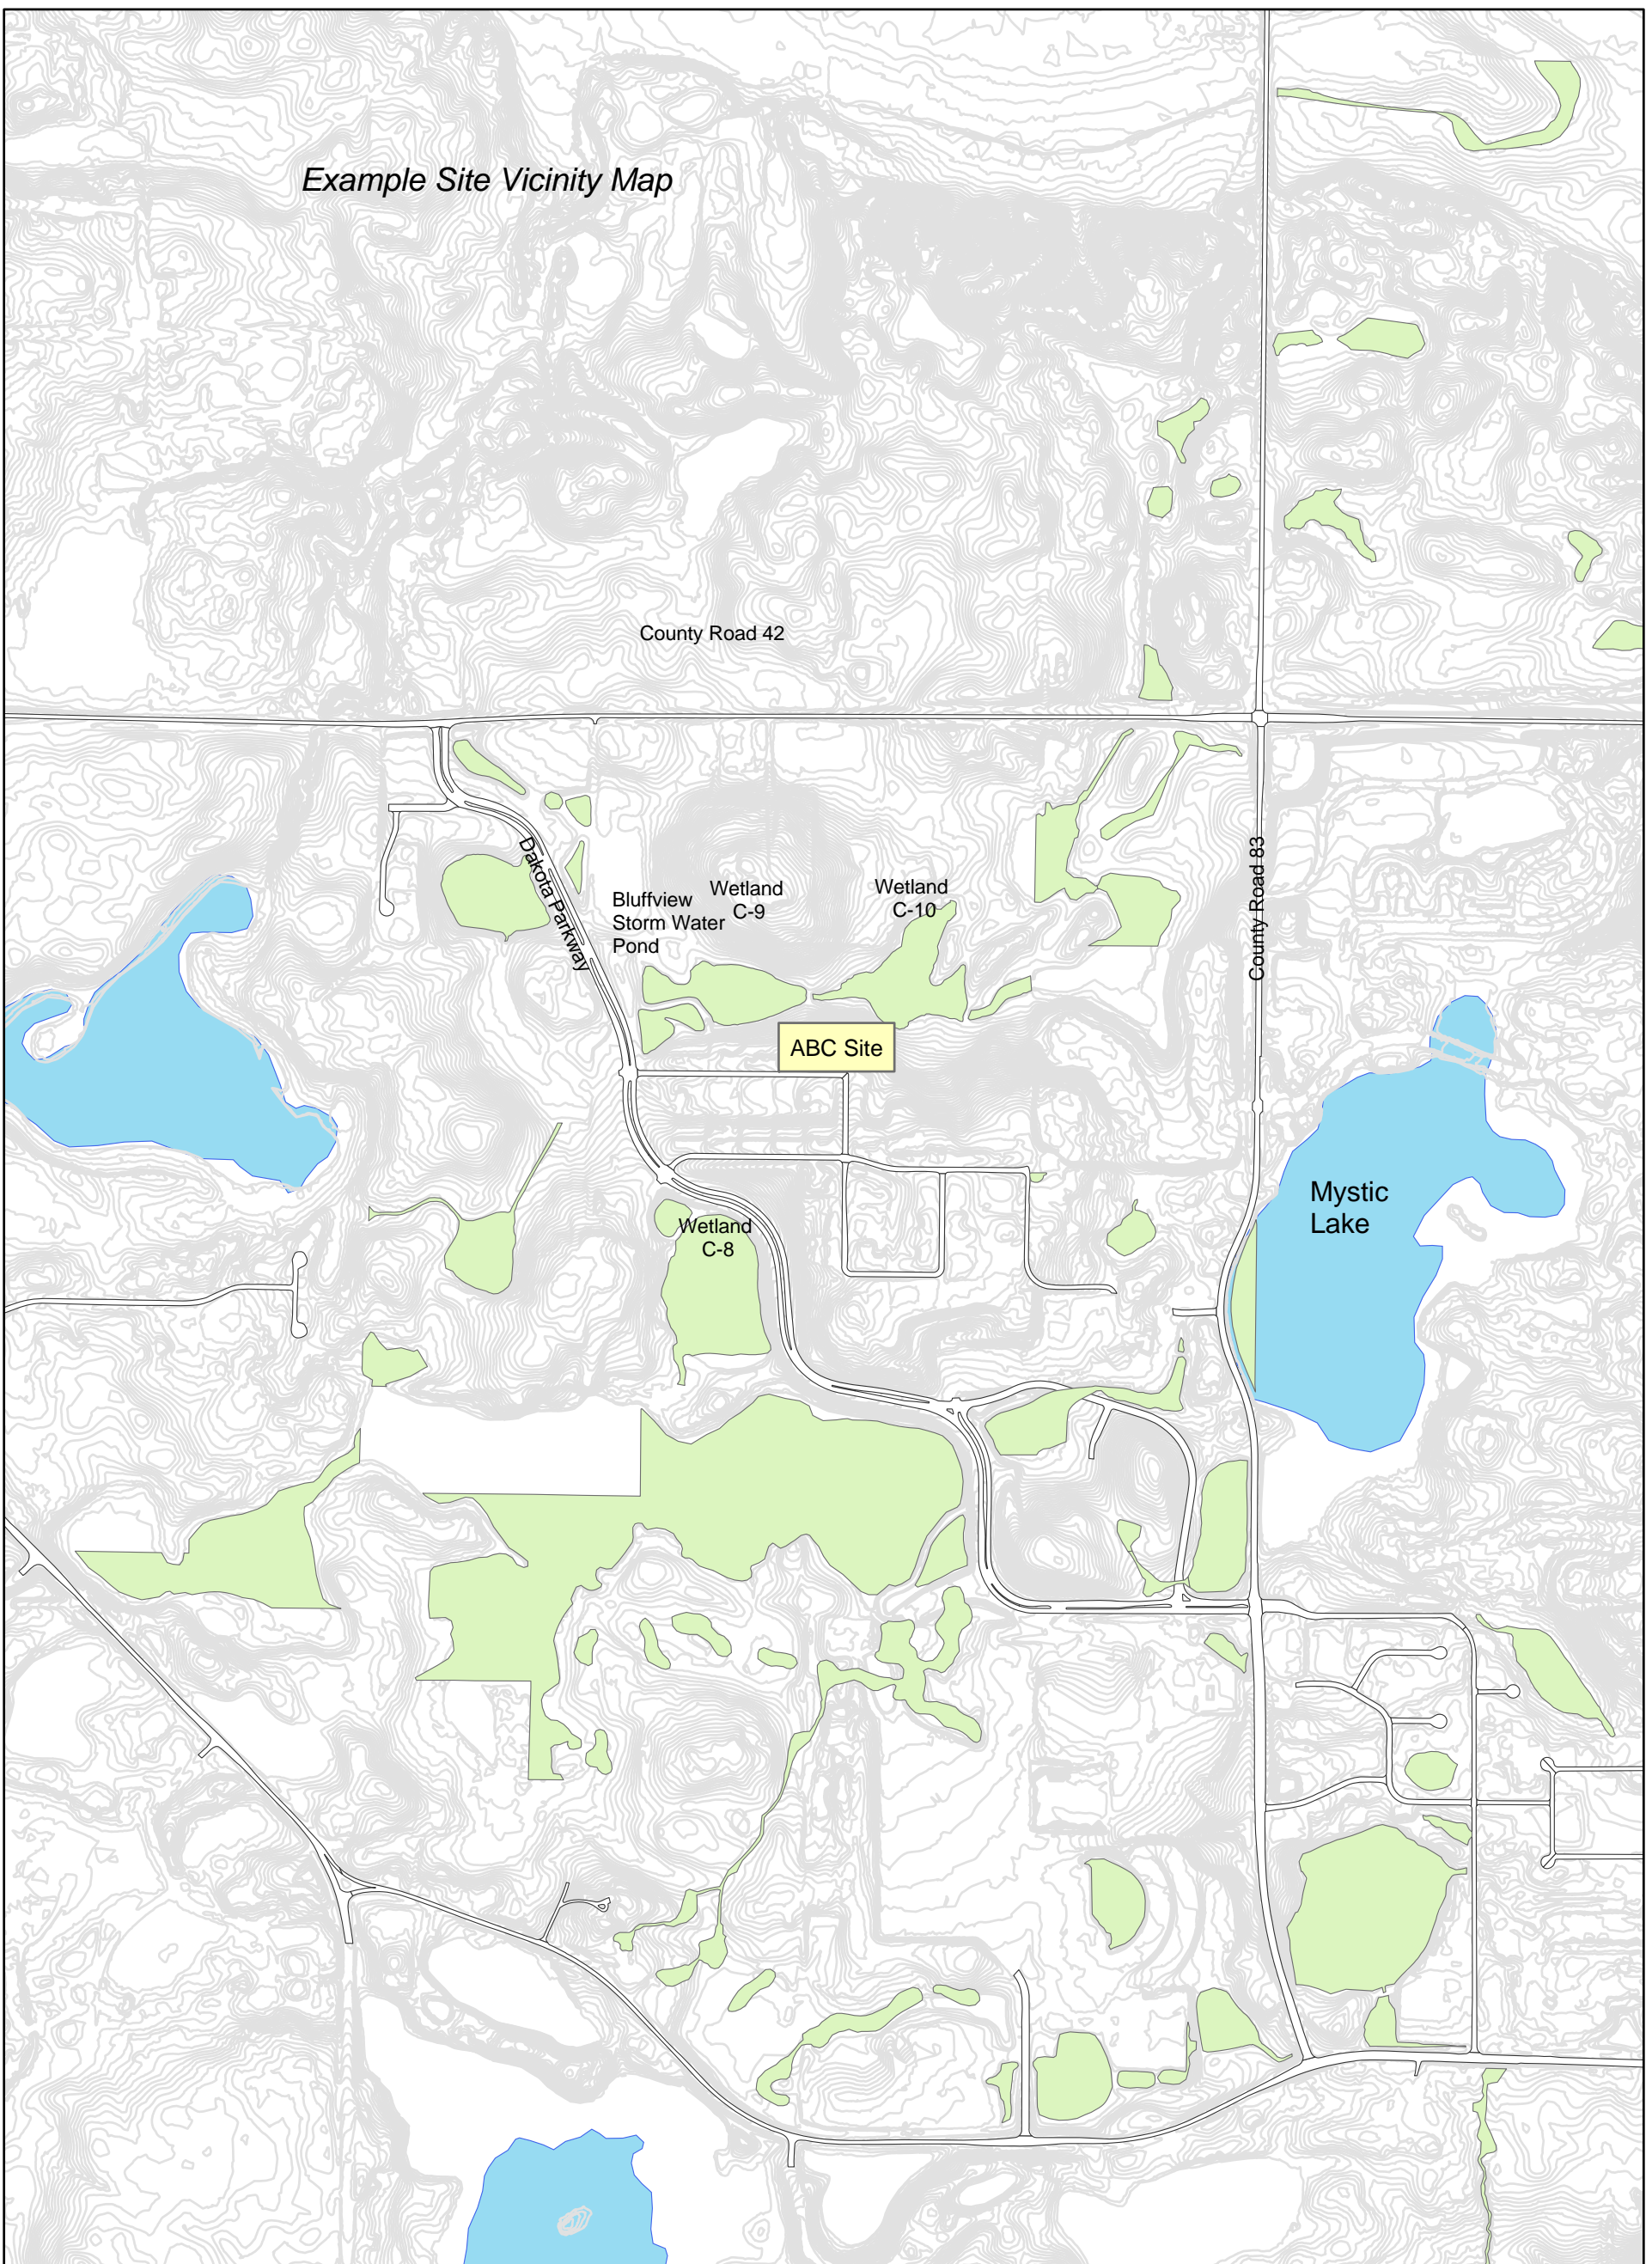 Example Site Vicinity Map
County Road 42
Dakota Parkway
County Road 83
Bluffview
Storm Water
Pond
Wetland
C-9
Wetland
C-10
ABC Site
Mystic
Lake
Wetland
C-8